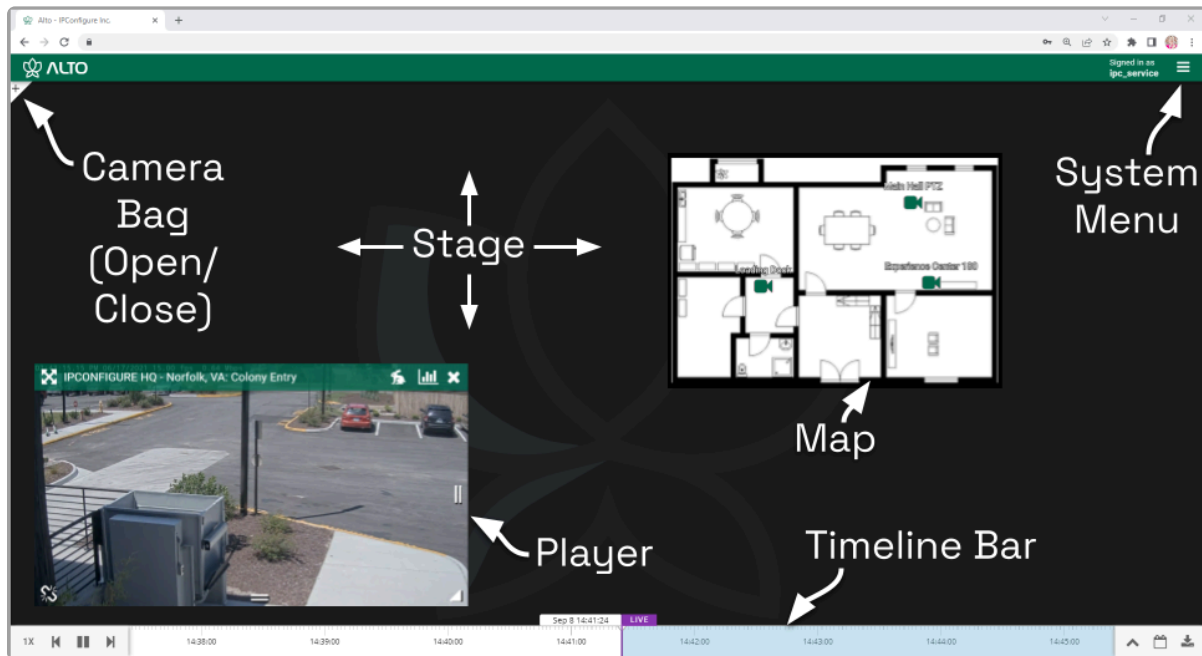 Alto - IPConfigure Inc.
ALTO
Signed in as
ipc_service
Camera
Bag
(Open/
Close)
Stage
System
Menu
Main Hall PTZ
Loading Dock
Experience Center 180
Map
IPCONFIGURE HQ - Norfolk, VA: Colony Entry
Player
Timeline Bar
Sep 8 14:41:24
LIVE
1X
14:38:00
14:39:00
14:40:00
14:41:00
14:42:00
14:43:00
14:44:00
14:45:00